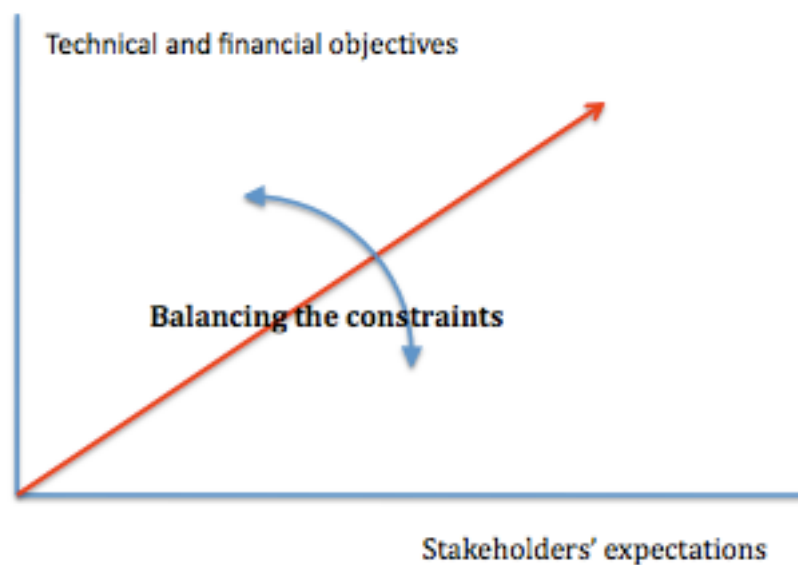 Technical and financial objectives
Balancing the constraints
Stakeholders’ expectations